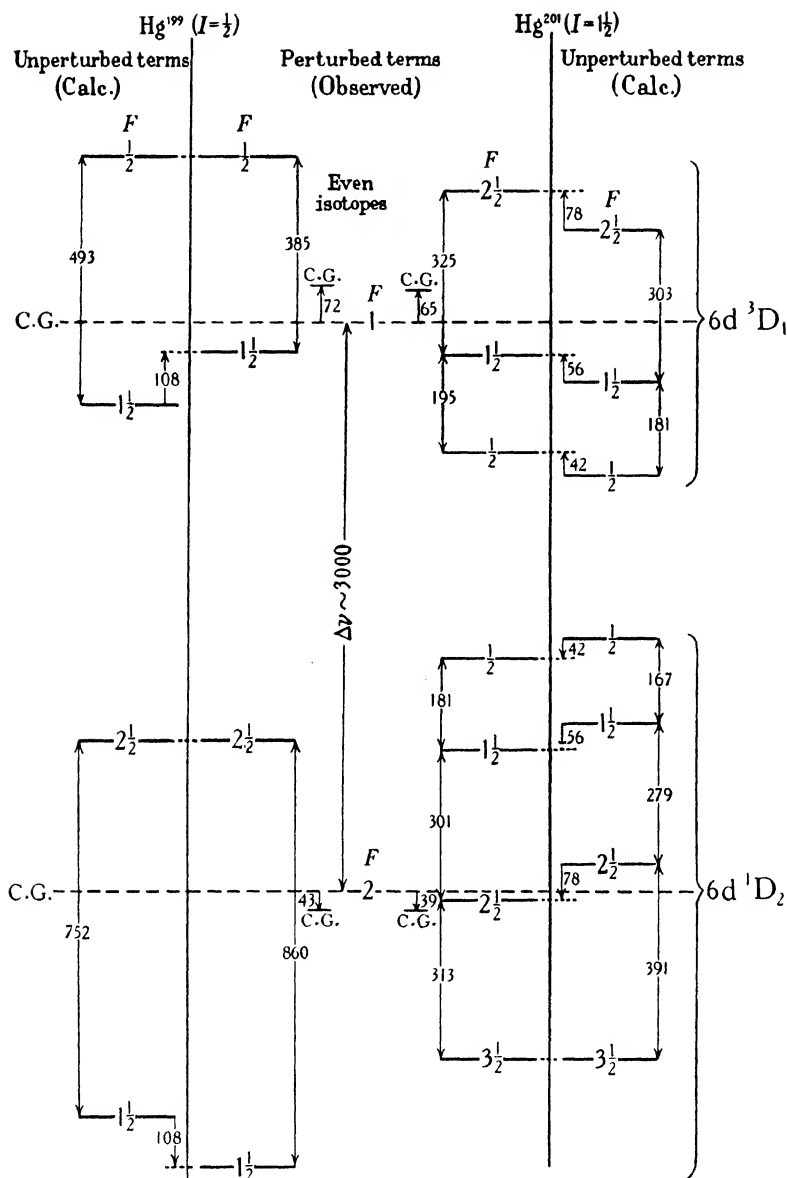 Hg¹⁹⁹ (I=½) Hg²⁰¹ (I=1½)
Unperturbed terms Perturbed terms Unperturbed terms
(Calc.) (Observed) (Calc.)
F F
½ ½
Even
isotopes
F
2½
78
F
2½
493
385
325
303
C.G. C.G.
72 65
F
C.G. 1 6d ³D₁
1½ 1½ 56 1½
108
1½
195
181
½ 42 ½
Δν~3000
½ 42 ½
181
167
2½ 2½ 1½ 56 1½
301
279
F
2½
78
C.G. 43 2 39 6d ¹D₂
C.G. C.G. 2½
752
860
313
391
3½ 3½
1½
108
1½